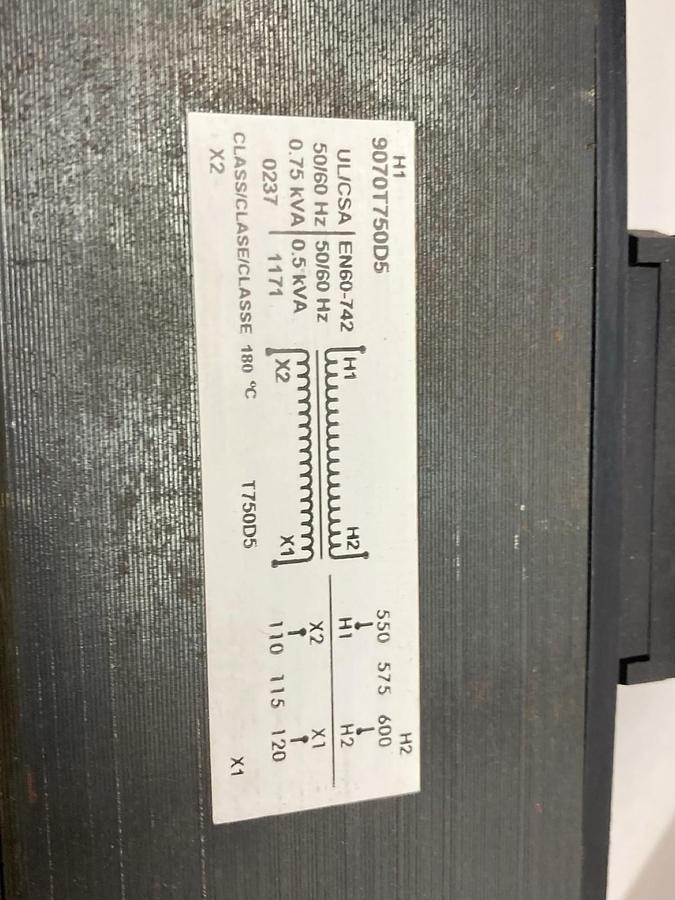 H1 H2
9070T750D5 550 575 600
UL/CSA EN60-742 H1 H2 H1 H2
50/60 Hz 50/60 Hz
0.75 kVA 0.5 kVA X2 X1 X2 X1
0237 1171 110 115 120
CLASS/CLASE/CLASSE 180 °C T750D5
X2 X1